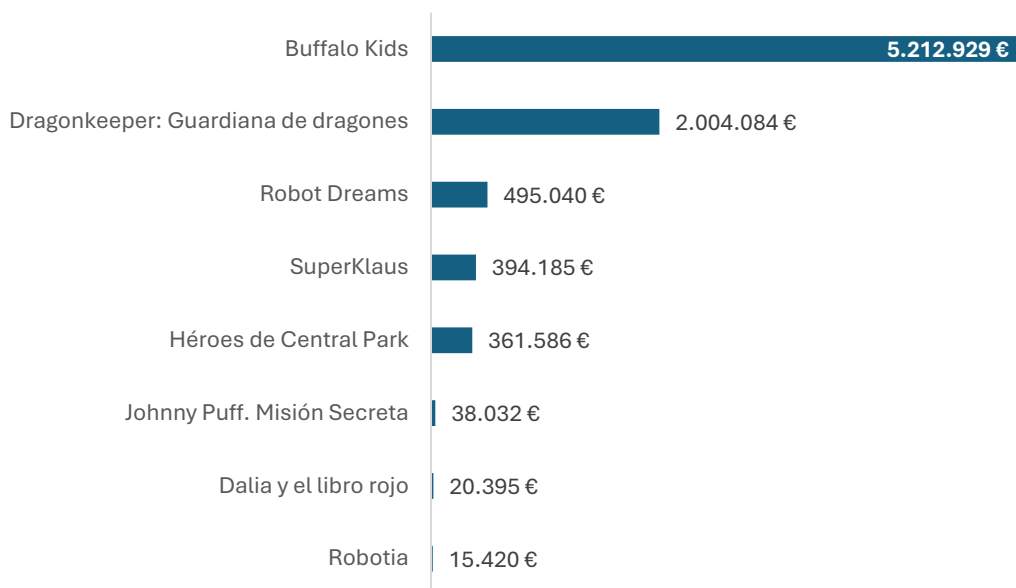 Buffalo Kids 5.212.929 €
Dragonkeeper: Guardiana de dragones 2.004.084 €
Robot Dreams 495.040 €
SuperKlaus 394.185 €
Héroes de Central Park 361.586 €
Johnny Puff. Misión Secreta 38.032 €
Dalia y el libro rojo 20.395 €
Robotia 15.420 €